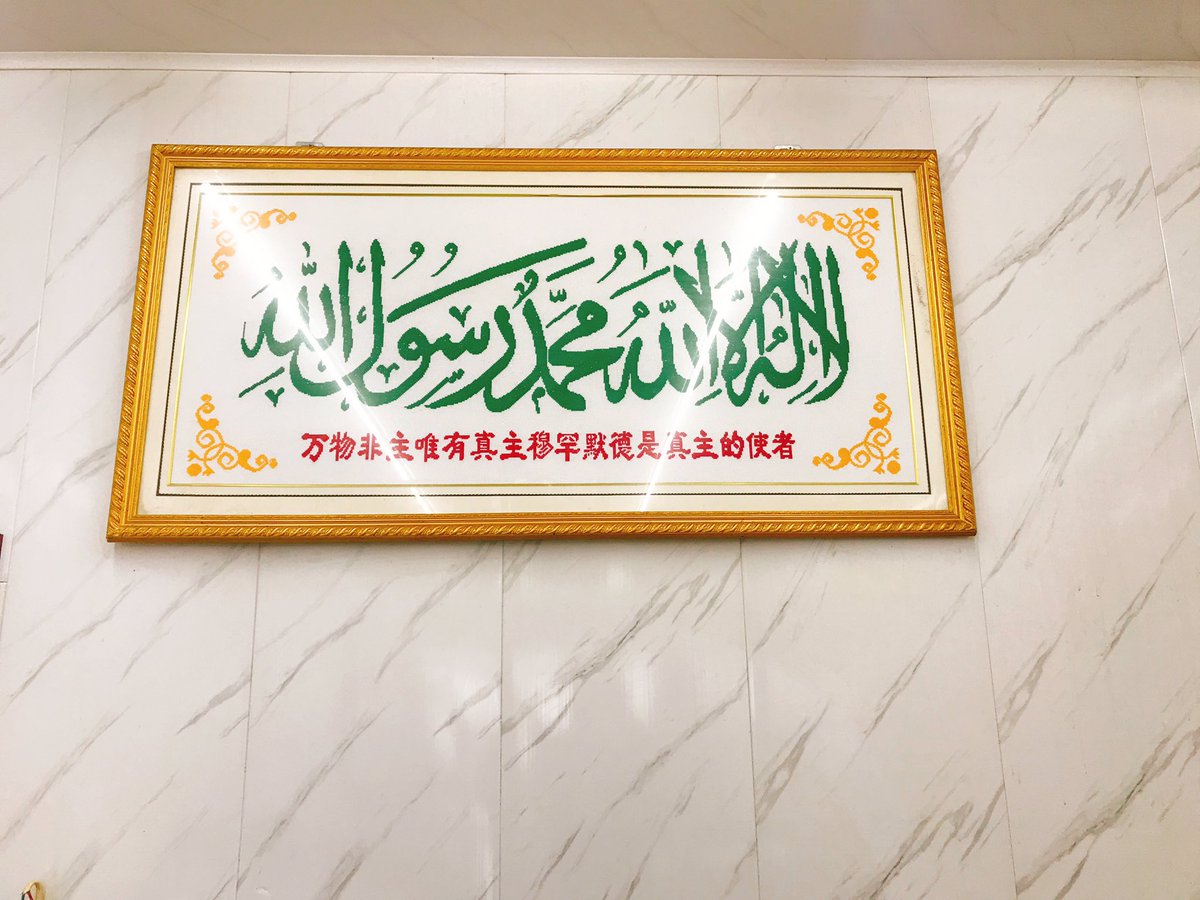 لا إله إلا الله محمد رسول الله
万物非主唯有真主穆罕默德是真主的使者